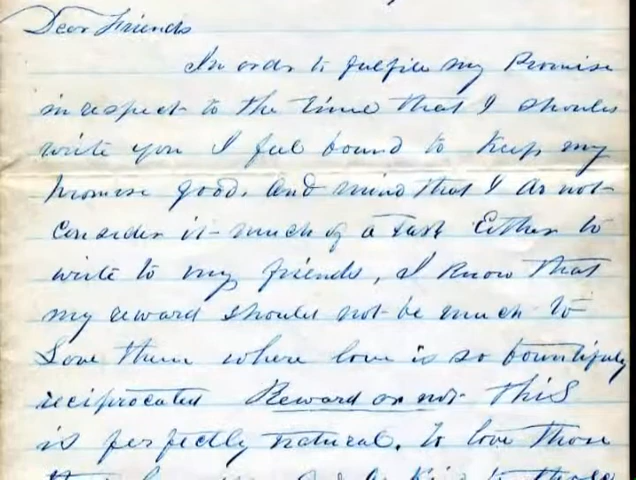 Dear Friends
In order to fulfile my Promise
in respect to the time that I should
write you I feel bound to Keep my
promise good. And mind that I do not
consider it much of a task Either to
write to my friends, I Know that
my reward should not be much to
Love them where love is so bountifully
reciprocated Reward or not this
is perfectly natural. To love those